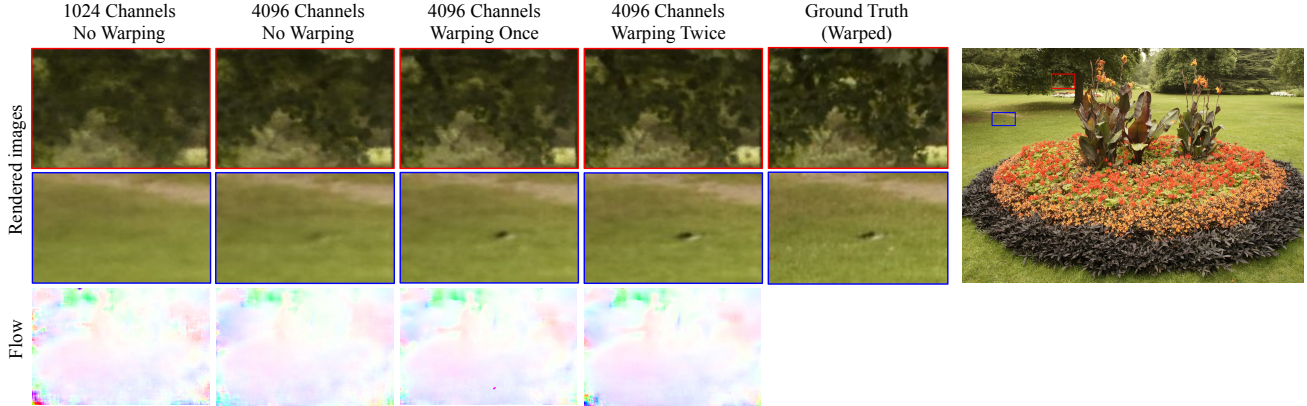 1024 Channels
No Warping
4096 Channels
No Warping
4096 Channels
Warping Once
4096 Channels
Warping Twice
Ground Truth
(Warped)
Rendered images
Flow